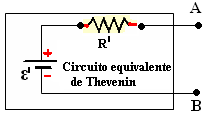 A
R'
+
ε'
-
Circuito equivalente
de Thevenin
B